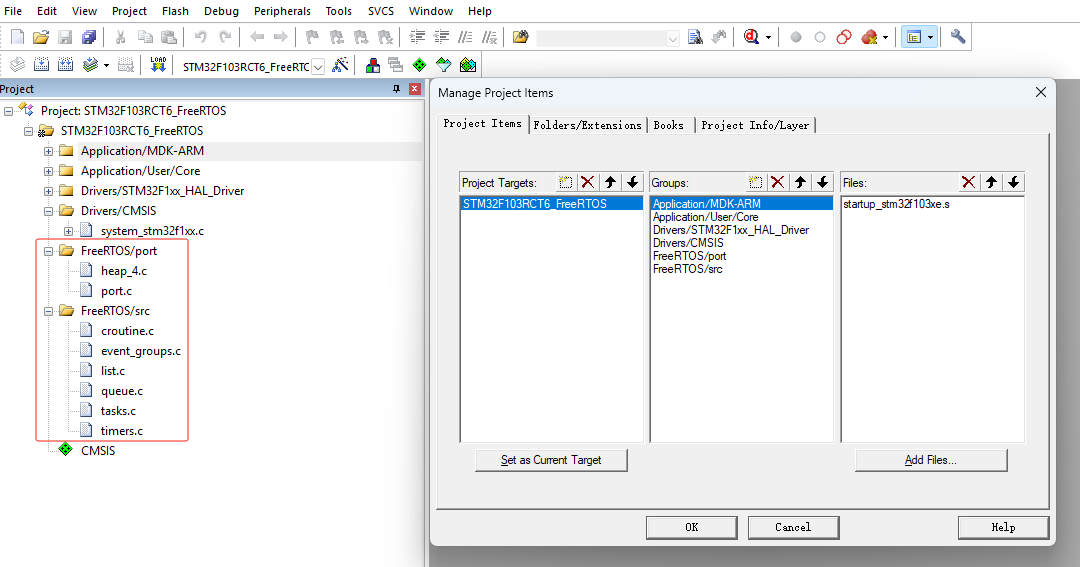 File Edit View Project Flash Debug Peripherals Tools SVCS Window Help
LOAD
STM32F103RCT6_FreeRTC
Project
Project: STM32F103RCT6_FreeRTOS
STM32F103RCT6_FreeRTOS
Application/MDK-ARM
Application/User/Core
Drivers/STM32F1xx_HAL_Driver
Drivers/CMSIS
system_stm32f1xx.c
FreeRTOS/port
heap_4.c
port.c
FreeRTOS/src
croutine.c
event_groups.c
list.c
queue.c
tasks.c
timers.c
CMSIS
Manage Project Items
Project Items Folders/Extensions Books Project Info/Layer
Project Targets:
STM32F103RCT6_FreeRTOS
Set as Current Target
Groups:
Application/MDK-ARM
Application/User/Core
Drivers/STM32F1xx_HAL_Driver
Drivers/CMSIS
FreeRTOS/port
FreeRTOS/src
Files:
startup_stm32f103xe.s
Add Files...
OK Cancel Help